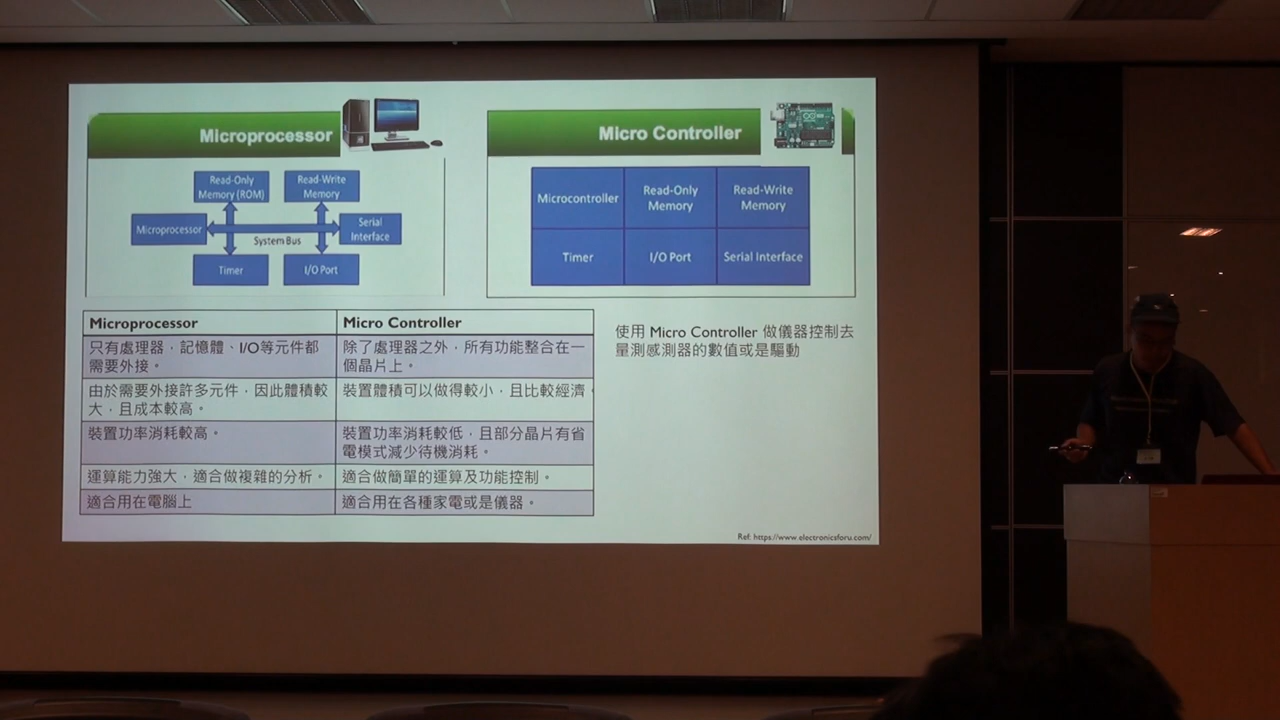 Microprocessor
Read-Only
Memory (ROM)
Read-Write
Memory
Microprocessor
Serial
Interface
System Bus
Timer
I/O Port
Micro Controller
Microcontroller
Read-Only
Memory
Read-Write
Memory
Timer
I/O Port
Serial Interface
Microprocessor
Micro Controller
只有處理器，記憶體、I/O等元件都
需要外接。
除了處理器之外，所有功能整合在一
個晶片上。
由於需要外接許多元件，因此體積較
大，且成本較高。
裝置體積可以做得較小，且比較經濟。
裝置功率消耗較高。
裝置功率消耗較低，且部分晶片有省
電模式減少待機消耗。
運算能力強大，適合做複雜的分析。
適合做簡單的運算及功能控制。
適合用在電腦上
適合用在各種家電或是儀器。
使用 Micro Controller 做儀器控制去
量測感測器的數值或是驅動
Ref: https://www.electronicsforu.com/